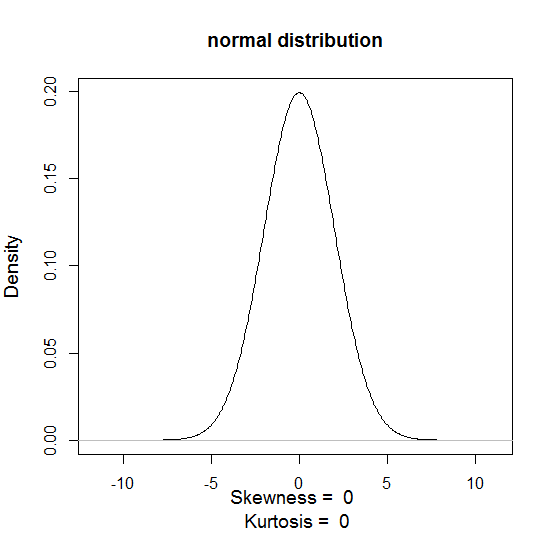 normal distribution
Density
0.20
0.15
0.10
0.05
0.00
-10 -5 0 5 10
Skewness = 0
Kurtosis = 0